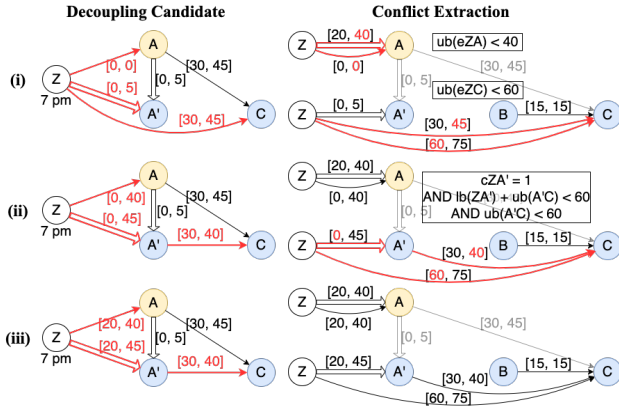 Decoupling Candidate
Conflict Extraction
(i)
Z
7 pm
A
A'
C
[0, 0]
[0, 5]
[0, 5]
[30, 45]
[30, 45]
Z
[20, 40]
A
[0, 0]
ub(eZA) < 40
[30, 45]
[0, 5]
ub(eZC) < 60
Z
[0, 5]
A'
B
[15, 15]
C
[30, 45]
[60, 75]
(ii)
Z
7 pm
A
A'
C
[0, 40]
[0, 45]
[0, 5]
[30, 45]
[30, 40]
Z
[20, 40]
A
[0, 40]
[0, 5]
cZA' = 1
AND lb(ZA') + ub(A'C) < 60
AND ub(A'C) < 60
Z
[0, 45]
A'
[30, 40]
B
[15, 15]
C
[60, 75]
(iii)
Z
7 pm
A
A'
C
[20, 40]
[20, 45]
[0, 5]
[30, 45]
[30, 40]
Z
[20, 40]
A
[20, 40]
[30, 45]
[0, 5]
Z
[20, 45]
A'
[30, 40]
B
[15, 15]
C
[60, 75]